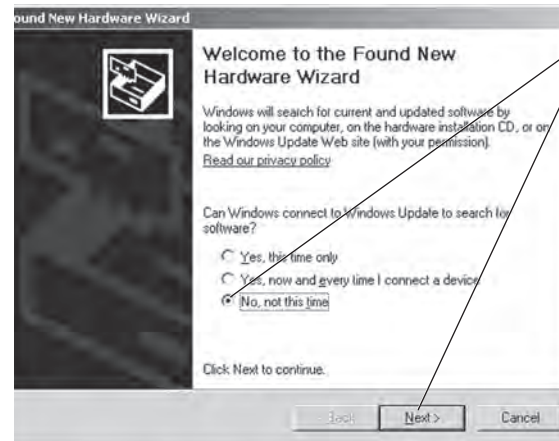 ound New Hardware Wizard
Welcome to the Found New
Hardware Wizard
Windows will search for current and updated software by
looking on your computer, on the hardware installation CD, or on
the Windows Update Web site (with your permission).
Read our privacy policy
Can Windows connect to Windows Update to search for
software?
Yes, this time only
Yes, now and every time I connect a device
No, not this time
Click Next to continue.
Back Next > Cancel